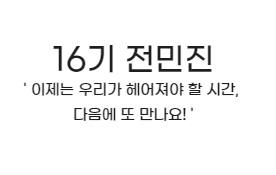 16기 전민진
' 이제는 우리가 헤어져야 할 시간,
다음에 또 만나요! '